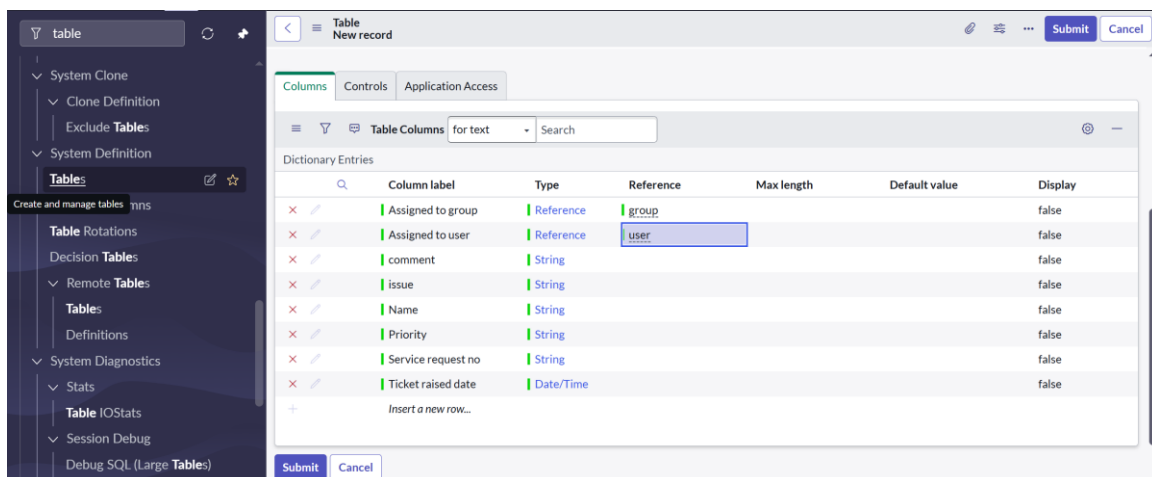 table
System Clone
Clone Definition
Exclude Tables
System Definition
Tables
Create and manage tables
mns
Table Rotations
Decision Tables
Remote Tables
Tables
Definitions
System Diagnostics
Stats
Table IOStats
Session Debug
Debug SQL (Large Tables)
Table
New record
Submit Cancel
Columns Controls Application Access
Table Columns for text Search
Dictionary Entries
Column label Type Reference Max length Default value Display
Assigned to group Reference group false
Assigned to user Reference user false
comment String false
issue String false
Name String false
Priority String false
Service request no String false
Ticket raised date Date/Time false
Insert a new row...
Submit Cancel